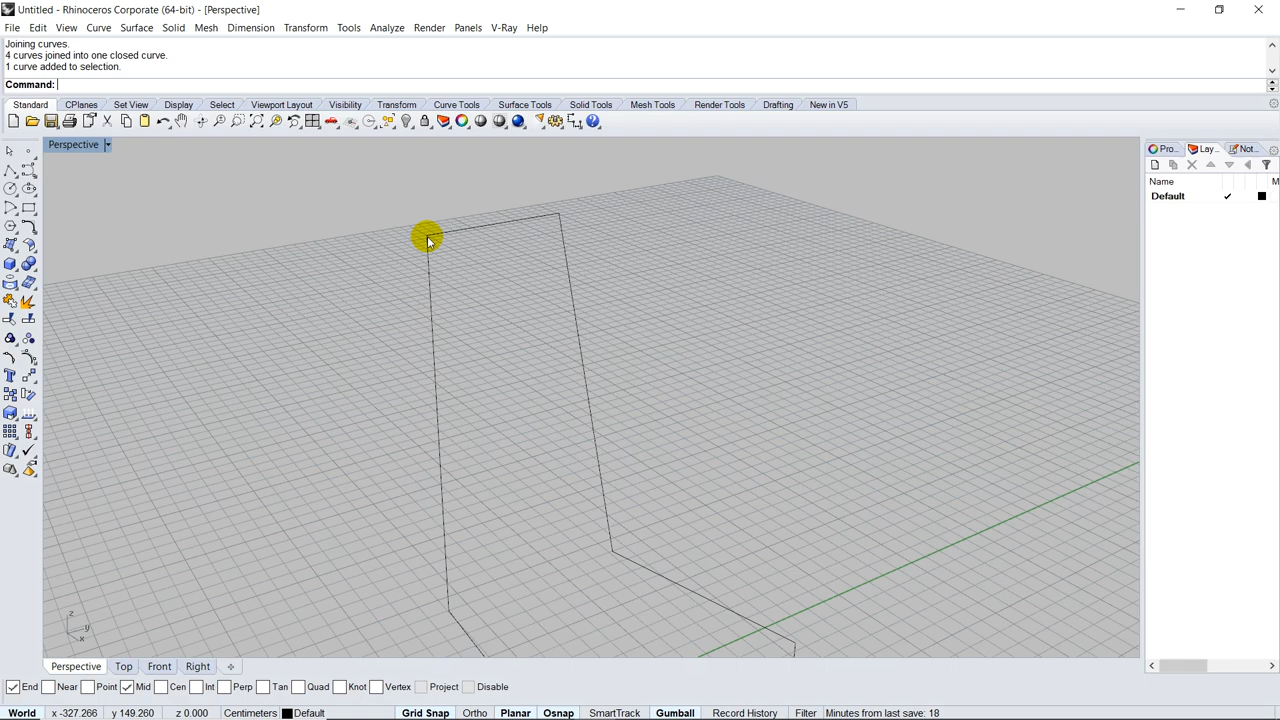 Untitled - Rhinoceros Corporate (64-bit) - [Perspective]
File Edit View Curve Surface Solid Mesh Dimension Transform Tools Analyze Render Panels V-Ray Help
Joining curves.
4 curves joined into one closed curve.
1 curve added to selection.
Command:
Standard CPlanes Set View Display Select Viewport Layout Visibility Transform Curve Tools Surface Tools Solid Tools Mesh Tools Render Tools Drafting New in V5
Perspective
Pro... Lay... Not...
Name M
Default
z
y
x
Perspective Top Front Right
End Near Point Mid Cen Int Perp Tan Quad Knot Vertex Project Disable
World x -327.266 y 149.260 z 0.000 Centimeters Default Grid Snap Ortho Planar Osnap SmartTrack Gumball Record History Filter Minutes from last save: 18